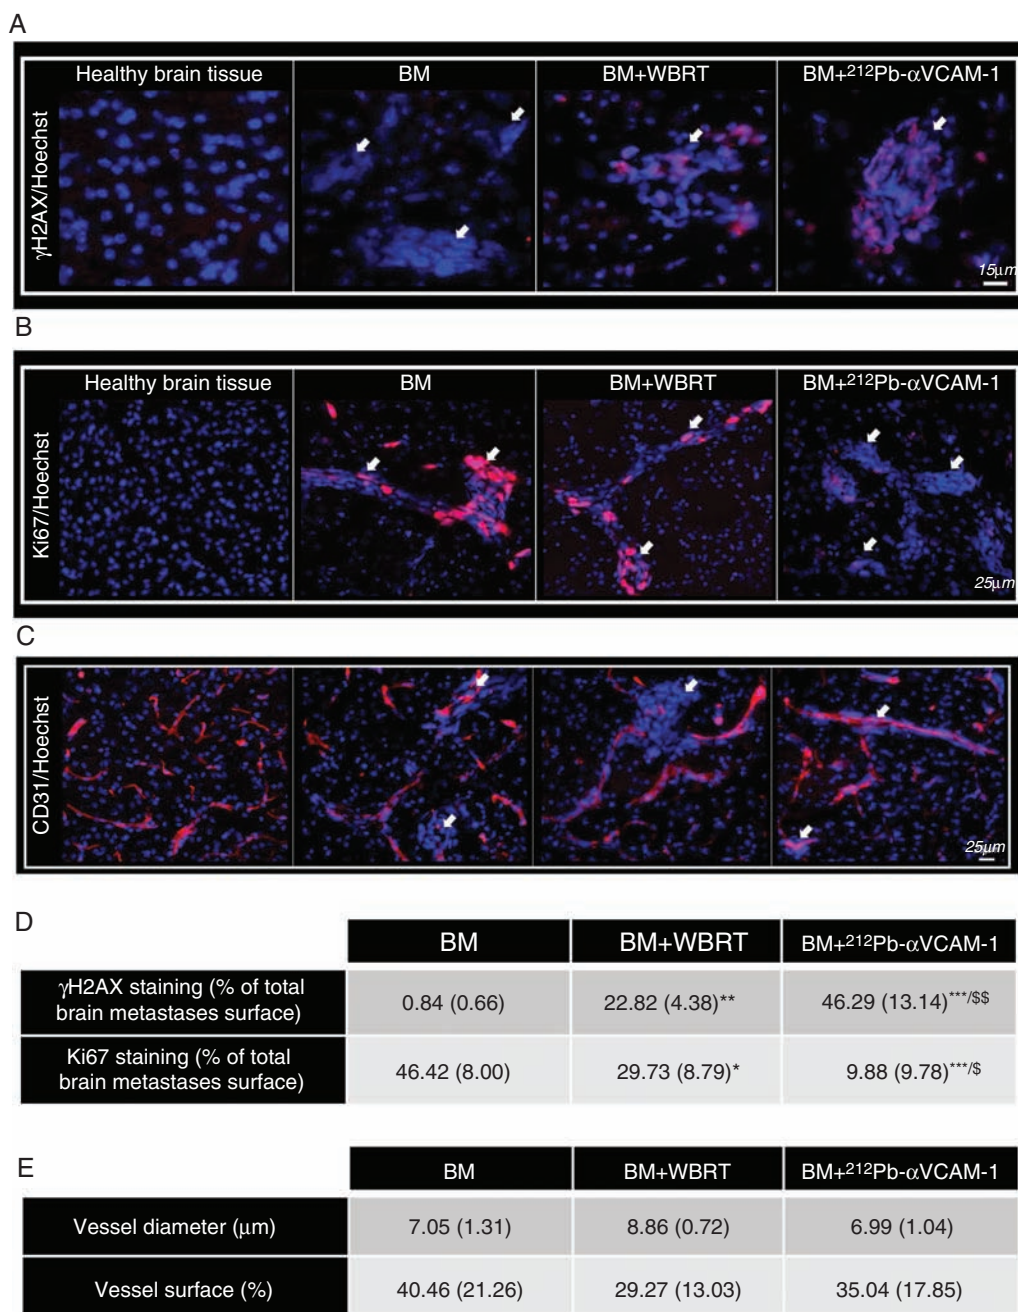 A
Healthy brain tissue BM BM+WBRT BM+²¹²Pb-αVCAM-1
γH2AX/Hoechst
15μm
B
Healthy brain tissue BM BM+WBRT BM+²¹²Pb-αVCAM-1
Ki67/Hoechst
25μm
C
CD31/Hoechst
25μm
D
BM BM+WBRT BM+²¹²Pb-αVCAM-1
γH2AX staining (% of total
brain metastases surface)
0.84 (0.66) 22.82 (4.38)** 46.29 (13.14)***/$$
Ki67 staining (% of total
brain metastases surface)
46.42 (8.00) 29.73 (8.79)* 9.88 (9.78)***/$
E
BM BM+WBRT BM+²¹²Pb-αVCAM-1
Vessel diameter (μm) 7.05 (1.31) 8.86 (0.72) 6.99 (1.04)
Vessel surface (%) 40.46 (21.26) 29.27 (13.03) 35.04 (17.85)